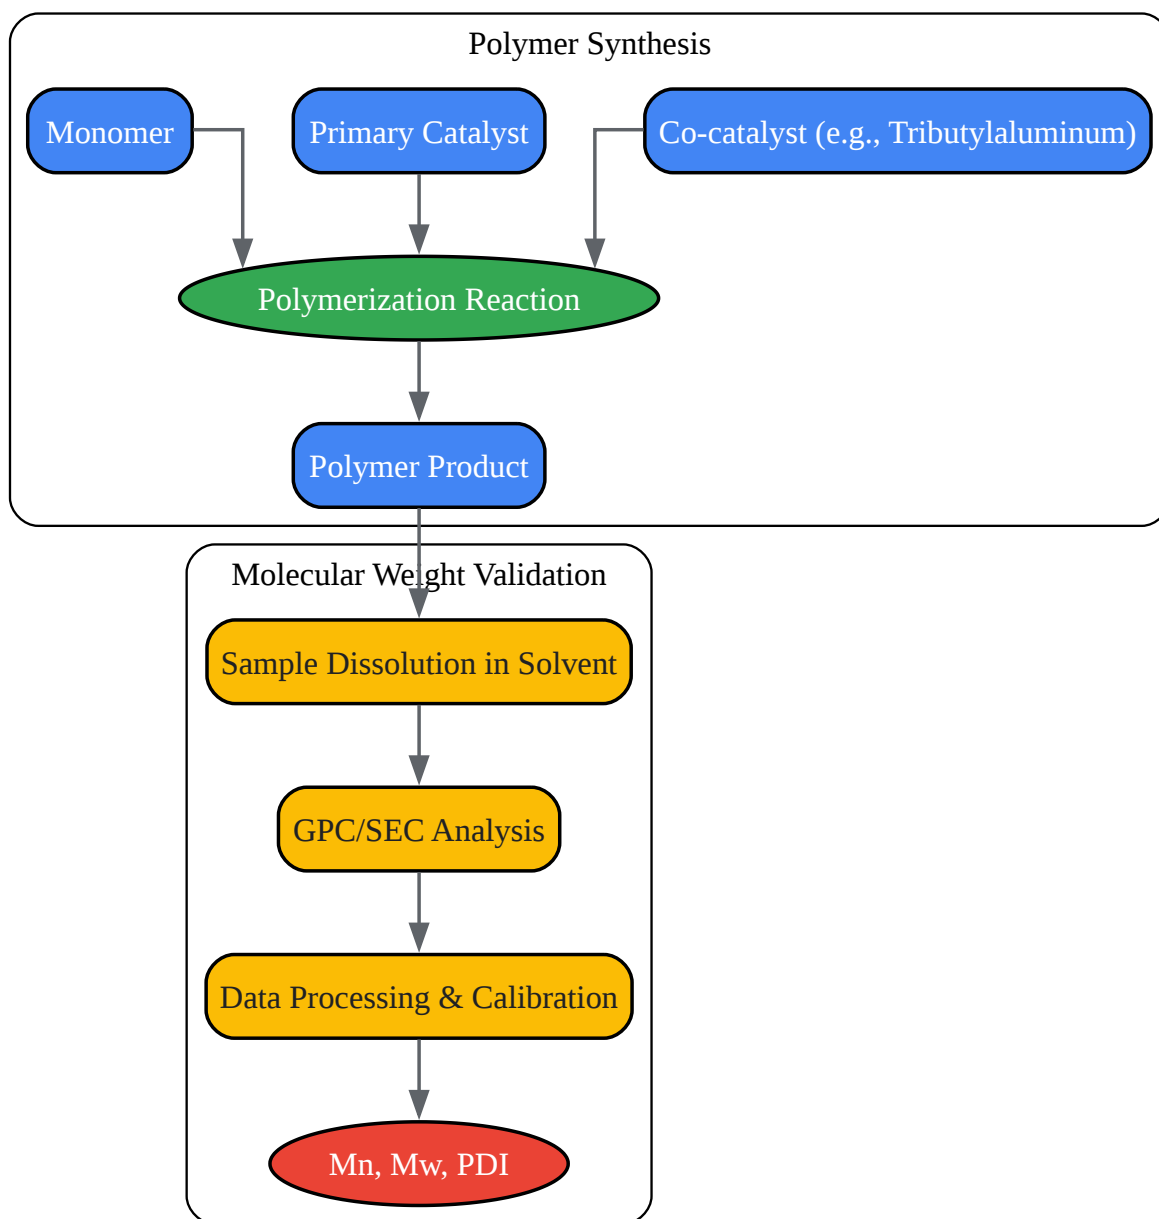 Polymer Synthesis
Monomer
Primary Catalyst
Co-catalyst (e.g., Tributylaluminum)
Polymerization Reaction
Polymer Product
Molecular Weight Validation
Sample Dissolution in Solvent
GPC/SEC Analysis
Data Processing & Calibration
Mn, Mw, PDI